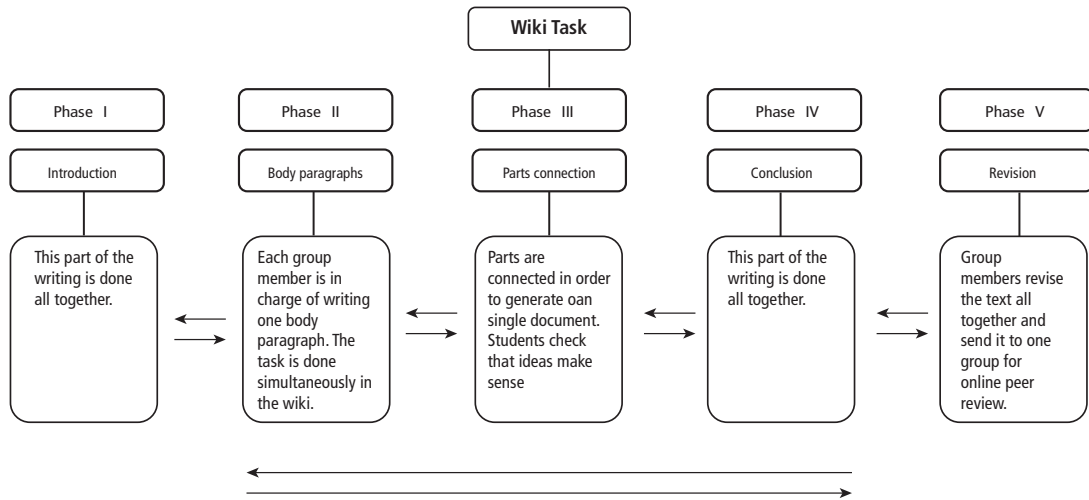 Wiki Task
Phase I
Phase II
Phase III
Phase IV
Phase V
Introduction
Body paragraphs
Parts connection
Conclusion
Revision
This part of the
writing is done
all together.
Each group
member is in
charge of writing
one body
paragraph. The
task is done
simultaneously in
the wiki.
Parts are
connected in order
to generate oan
single document.
Students check
that ideas make
sense
This part of the
writing is done
all together.
Group
members revise
the text all
together and
send it to one
group for
online peer
review.